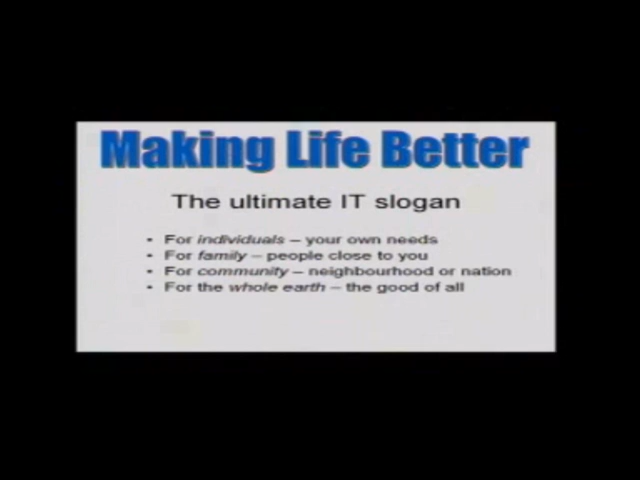 Making Life Better
The ultimate IT slogan
• For individuals – your own needs
• For family – people close to you
• For community – neighbourhood or nation
• For the whole earth – the good of all